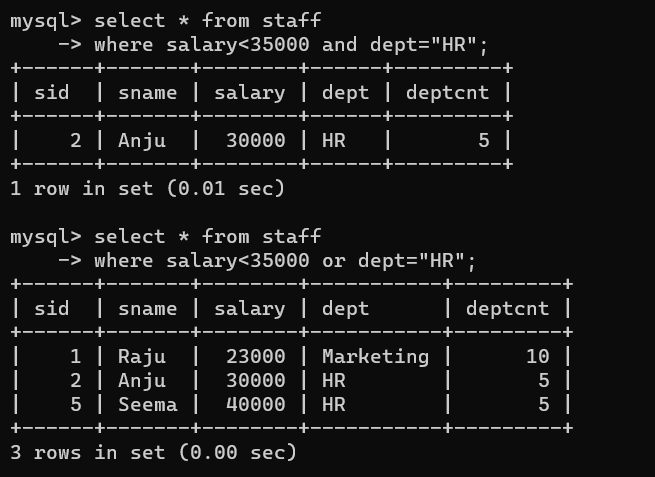 mysql> select * from staff
    -> where salary<35000 and dept="HR";
+------+-------+--------+------+---------+
| sid  | sname | salary | dept | deptcnt |
+------+-------+--------+------+---------+
|    2 | Anju  |  30000 | HR   |       5 |
+------+-------+--------+------+---------+
1 row in set (0.01 sec)

mysql> select * from staff
    -> where salary<35000 or dept="HR";
+------+-------+--------+-----------+---------+
| sid  | sname | salary | dept      | deptcnt |
+------+-------+--------+-----------+---------+
|    1 | Raju  |  23000 | Marketing |      10 |
|    2 | Anju  |  30000 | HR        |       5 |
|    5 | Seema |  40000 | HR        |       5 |
+------+-------+--------+-----------+---------+
3 rows in set (0.00 sec)